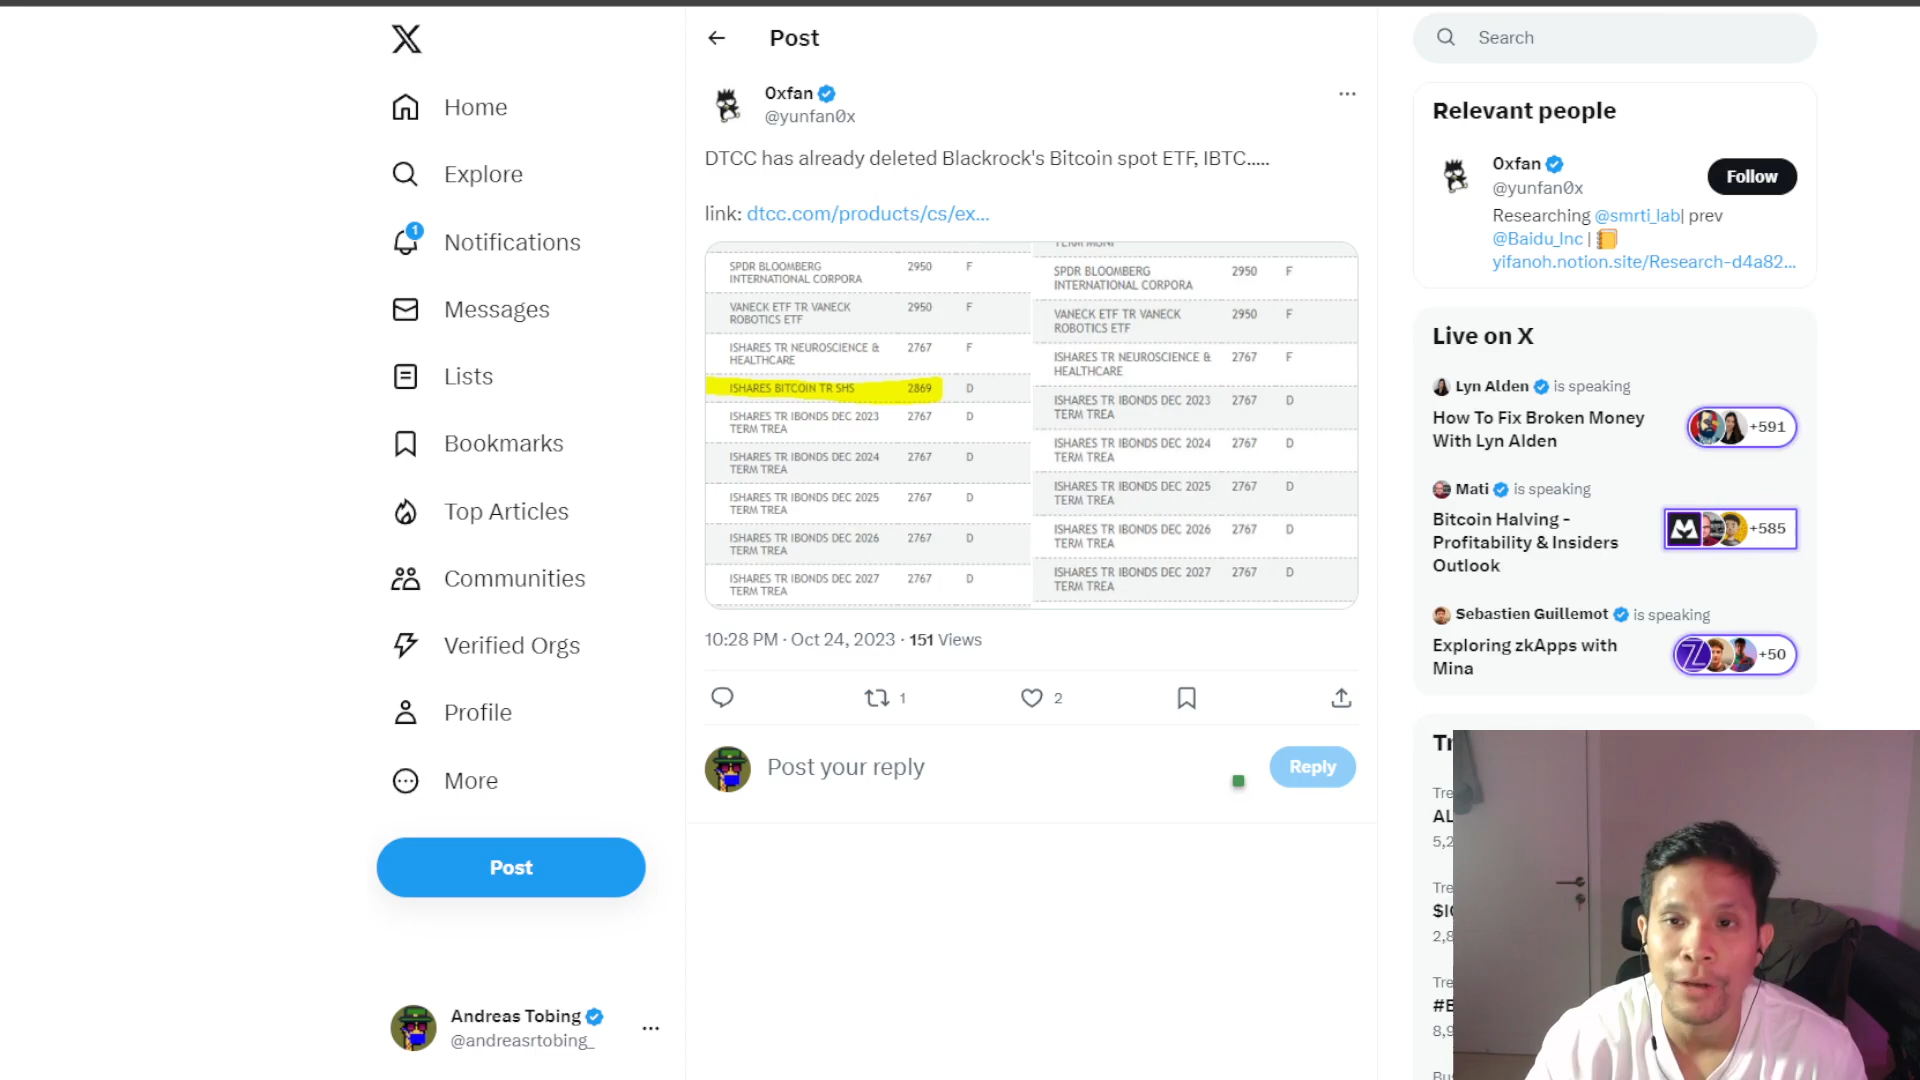 Home
Explore
1
Notifications
Messages
Lists
Bookmarks
Top Articles
Communities
Verified Orgs
Profile
More
Post
Andreas Tobing
@andreasrtobing_
Post
0xfan
@yunfan0x
DTCC has already deleted Blackrock's Bitcoin spot ETF, IBTC.....
link: dtcc.com/products/cs/ex...
SPDR BLOOMBERG 2950 F
INTERNATIONAL CORPORA
VANECK ETF TR VANECK 2950 F
ROBOTICS ETF
ISHARES TR NEUROSCIENCE & 2767 F
HEALTHCARE
ISHARES BITCOIN TR SHS 2869 D
ISHARES TR IBONDS DEC 2023 2767 D
TERM TREA
ISHARES TR IBONDS DEC 2024 2767 D
TERM TREA
ISHARES TR IBONDS DEC 2025 2767 D
TERM TREA
ISHARES TR IBONDS DEC 2026 2767 D
TERM TREA
ISHARES TR IBONDS DEC 2027 2767 D
TERM TREA
SPDR BLOOMBERG 2950 F
INTERNATIONAL CORPORA
VANECK ETF TR VANECK 2950 F
ROBOTICS ETF
ISHARES TR NEUROSCIENCE & 2767 F
HEALTHCARE
ISHARES TR IBONDS DEC 2023 2767 D
TERM TREA
ISHARES TR IBONDS DEC 2024 2767 D
TERM TREA
ISHARES TR IBONDS DEC 2025 2767 D
TERM TREA
ISHARES TR IBONDS DEC 2026 2767 D
TERM TREA
ISHARES TR IBONDS DEC 2027 2767 D
TERM TREA
10:28 PM · Oct 24, 2023 · 151 Views
1
2
Post your reply
Reply
Search
Relevant people
0xfan
@yunfan0x
Follow
Researching @smrti_lab| prev
@Baidu_Inc |
yifanoh.notion.site/Research-d4a82...
Live on X
Lyn Alden is speaking
How To Fix Broken Money
With Lyn Alden
+591
Mati is speaking
Bitcoin Halving -
Profitability & Insiders
Outlook
+585
Sebastien Guillemot is speaking
Exploring zkApps with
Mina
+50